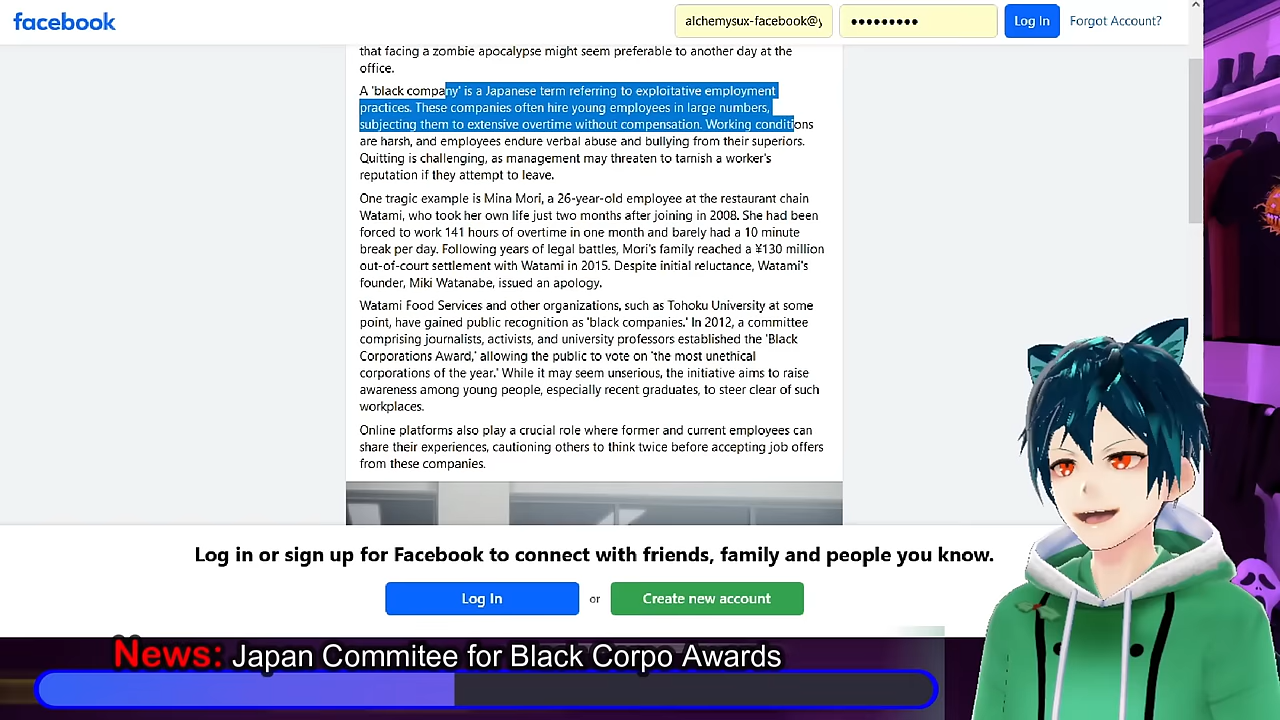 facebook
alchemysux-facebook@y
•••••••••
Log In
Forgot Account?
that facing a zombie apocalypse might seem preferable to another day at the
office.
A 'black company' is a Japanese term referring to exploitative employment
practices. These companies often hire young employees in large numbers,
subjecting them to extensive overtime without compensation. Working conditions
are harsh, and employees endure verbal abuse and bullying from their superiors.
Quitting is challenging, as management may threaten to tarnish a worker's
reputation if they attempt to leave.
One tragic example is Mina Mori, a 26-year-old employee at the restaurant chain
Watami, who took her own life just two months after joining in 2008. She had been
forced to work 141 hours of overtime in one month and barely had a 10 minute
break per day. Following years of legal battles, Mori's family reached a ¥130 million
out-of-court settlement with Watami in 2015. Despite initial reluctance, Watami's
founder, Miki Watanabe, issued an apology.
Watami Food Services and other organizations, such as Tohoku University at some
point, have gained public recognition as 'black companies.' In 2012, a committee
comprising journalists, activists, and university professors established the 'Black
Corporations Award,' allowing the public to vote on 'the most unethical
corporations of the year.' While it may seem unserious, the initiative aims to raise
awareness among young people, especially recent graduates, to steer clear of such
workplaces.
Online platforms also play a crucial role where former and current employees can
share their experiences, cautioning others to think twice before accepting job offers
from these companies.
Log in or sign up for Facebook to connect with friends, family and people you know.
Log In
or
Create new account
News: Japan Commitee for Black Corpo Awards